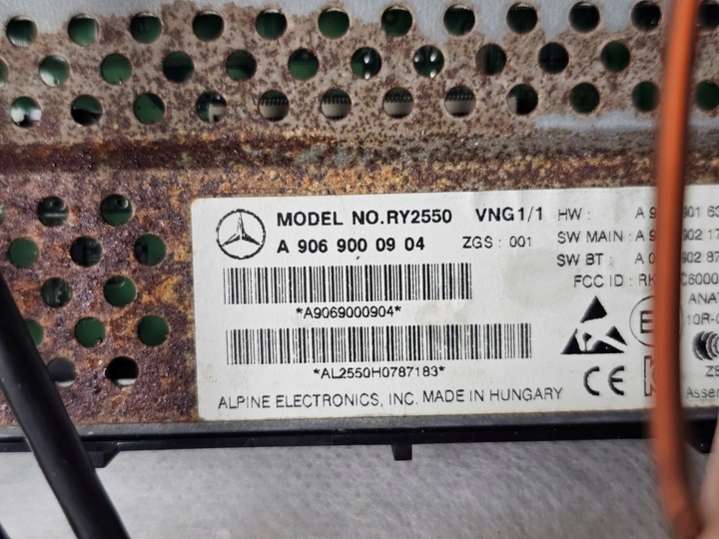 MODEL NO.RY2550 VNG1/1 HW :
A 906 900 09 04 ZGS : 001 SW MAIN :
SW BT :
FCC ID :
*A9069000904*
*AL2550H0787183*
ALPINE ELECTRONICS, INC. MADE IN HUNGARY